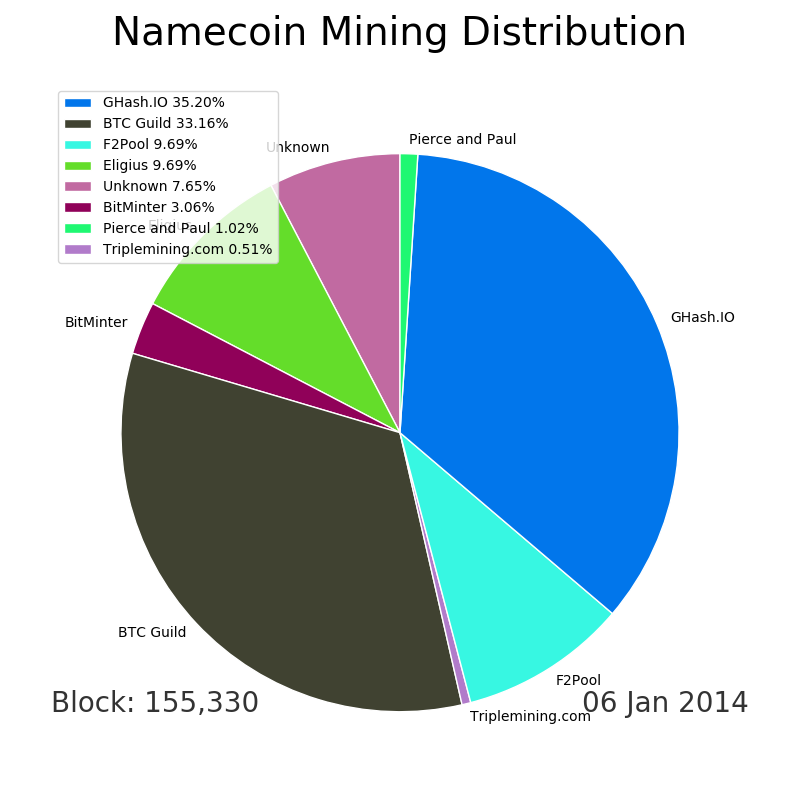 Namecoin Mining Distribution
GHash.IO 35.20%
BTC Guild 33.16%
F2Pool 9.69%
Eligius 9.69%
Unknown 7.65%
BitMinter 3.06%
Pierce and Paul 1.02%
Triplemining.com 0.51%
Unknown
Pierce and Paul
Eligius
GHash.IO
BitMinter
BTC Guild
F2Pool
Block: 155,330
06 Jan 2014
Triplemining.com